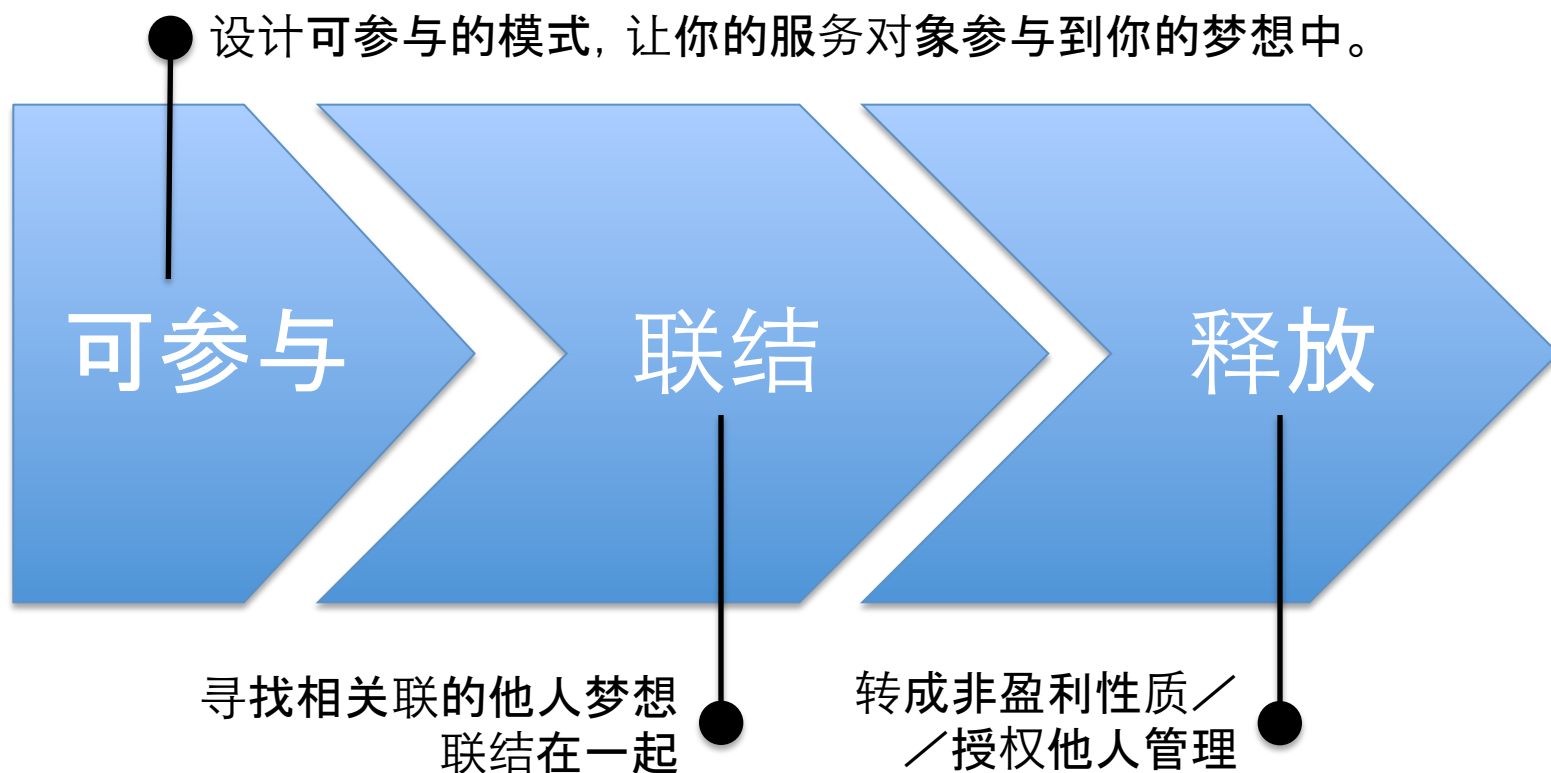 设计可参与的模式，让你的服务对象参与到你的梦想中。
可参与
联结
释放
寻找相关联的他人梦想
联结在一起
转成非盈利性质／
／授权他人管理